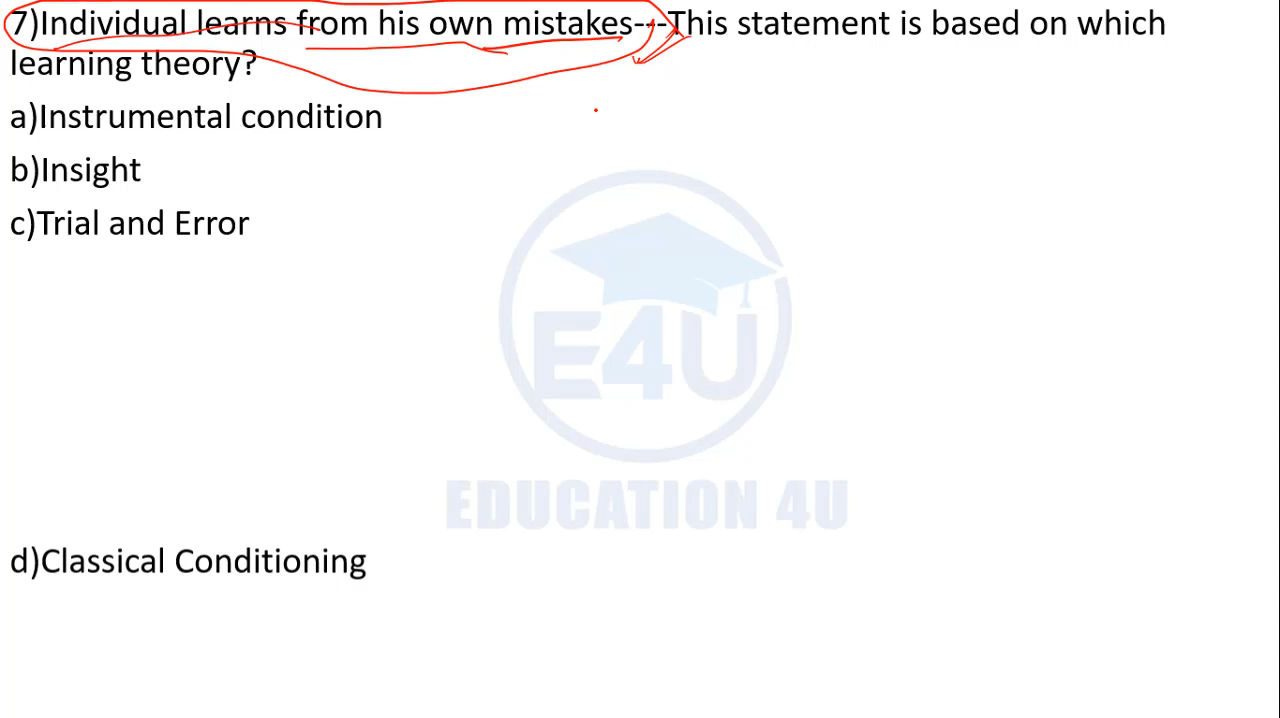 7)Individual learns from his own mistakes---This statement is based on which
learning theory?
a)Instrumental condition
b)Insight
c)Trial and Error
E4U
EDUCATION 4U
d)Classical Conditioning